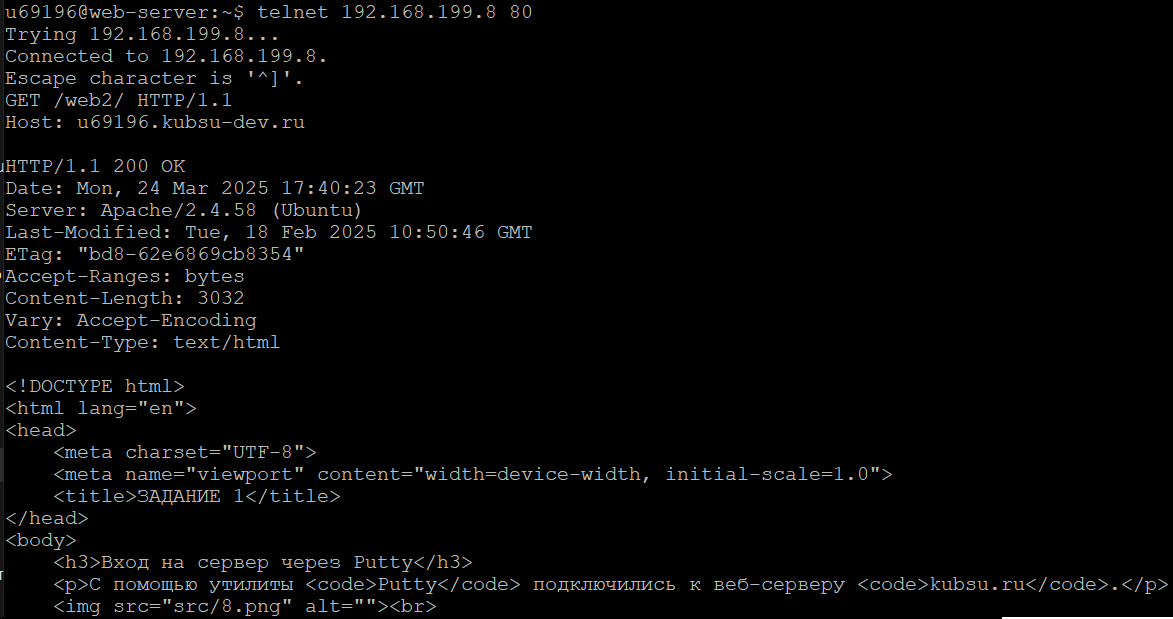 u69196@web-server:~$ telnet 192.168.199.8 80
Trying 192.168.199.8...
Connected to 192.168.199.8.
Escape character is '^]'.
GET /web2/ HTTP/1.1
Host: u69196.kubsu-dev.ru
HTTP/1.1 200 OK
Date: Mon, 24 Mar 2025 17:40:23 GMT
Server: Apache/2.4.58 (Ubuntu)
Last-Modified: Tue, 18 Feb 2025 10:50:46 GMT
ETag: "bd8-62e6869cb8354"
Accept-Ranges: bytes
Content-Length: 3032
Vary: Accept-Encoding
Content-Type: text/html
<!DOCTYPE html>
<html lang="en">
<head>
    <meta charset="UTF-8">
    <meta name="viewport" content="width=device-width, initial-scale=1.0">
    <title>ЗАДАНИЕ 1</title>
</head>
<body>
    <h3>Вход на сервер через Putty</h3>
    <p>С помощью утилиты <code>Putty</code> подключились к веб-серверу <code>kubsu.ru</code>.</p>
    <img src="src/8.png" alt=""><br>